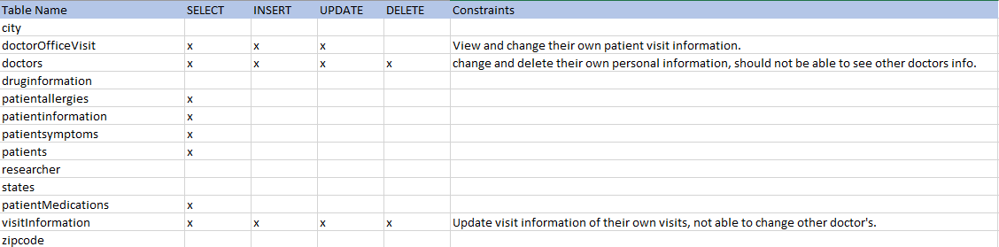 Table Name SELECT INSERT UPDATE DELETE Constraints
city
doctorOfficeVisit x x x View and change their own patient visit information.
doctors x x x x change and delete their own personal information, should not be able to see other doctors info.
druginformation
patientallergies x
patientinformation x
patientsymptoms x
patients x
researcher
states
patientMedications x
visitInformation x x x x Update visit information of their own visits, not able to change other doctor's.
zipcode